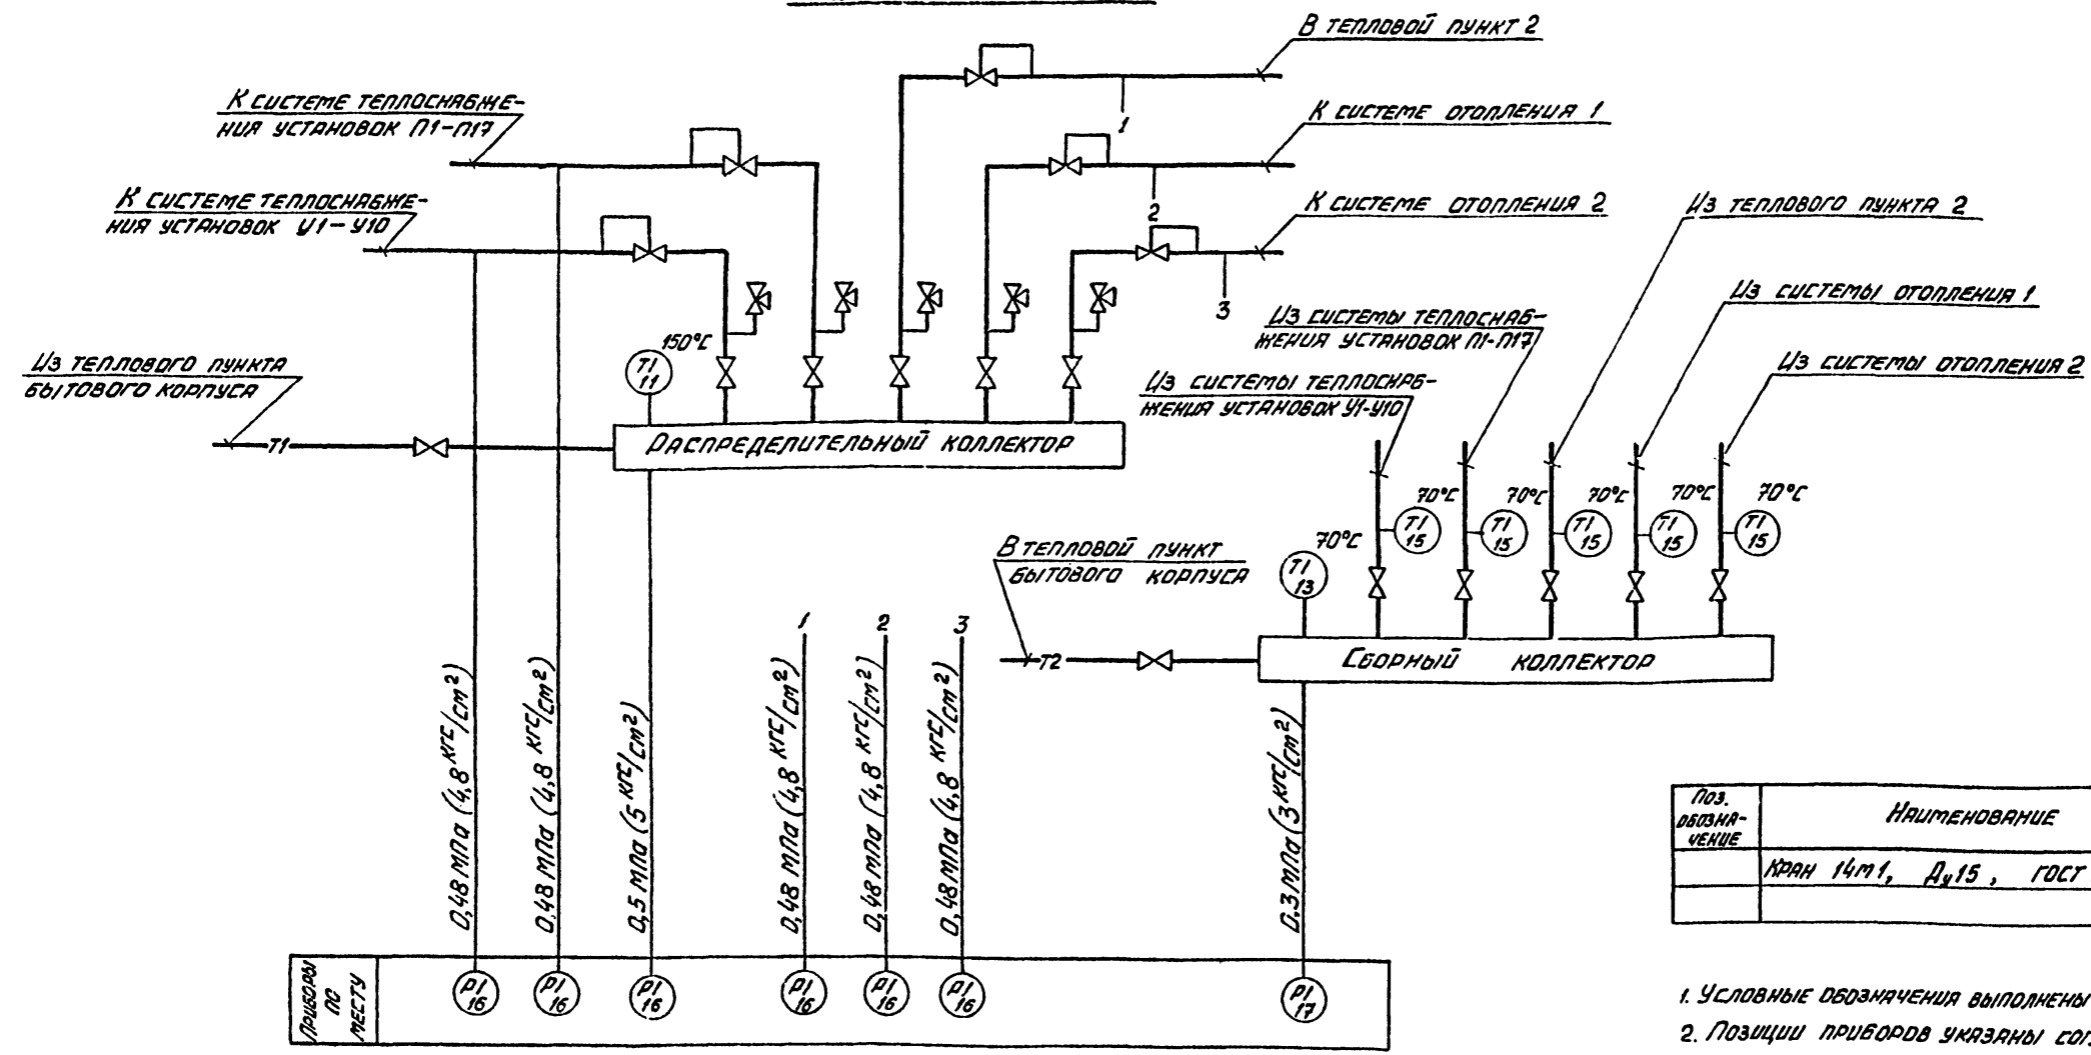 В тепловой пункт 2
К системе теплоснабже-
ния установок П1-П17
К системе отопления 1
К системе теплоснабже-
ния установок У1-У10
К системе отопления 2
Из теплового пункта 2
1
2
3
Из системы отопления 1
Из системы теплоснаб-
жения установок П1-П17
Из теплового пункта
бытового корпуса
150°С
TI
11
Из системы теплоснаб-
жения установок У1-У10
Из системы отопления 2
Т1
Распределительный коллектор
70°С
70°С
70°С
70°С
70°С
TI
15
TI
15
TI
15
TI
15
TI
15
В тепловой пункт
бытового корпуса
70°С
TI
13
Т2
Сборный коллектор
1
2
3
0,48 мПа (4,8 кгс/см²)
0,48 мПа (4,8 кгс/см²)
0,5 мПа (5 кгс/см²)
0,48 мПа (4,8 кгс/см²)
0,48 мПа (4,8 кгс/см²)
0,48 мПа (4,8 кгс/см²)
0,3 мПа (3 кгс/см²)
Приборы
по
месту
PI
16
PI
16
PI
16
PI
16
PI
16
PI
16
PI
17
Поз.
обозна-
чение
Наименование
Кран 14м1, Ду15, ГОСТ
1. Условные обозначения выполнены
2. Позиции приборов указаны